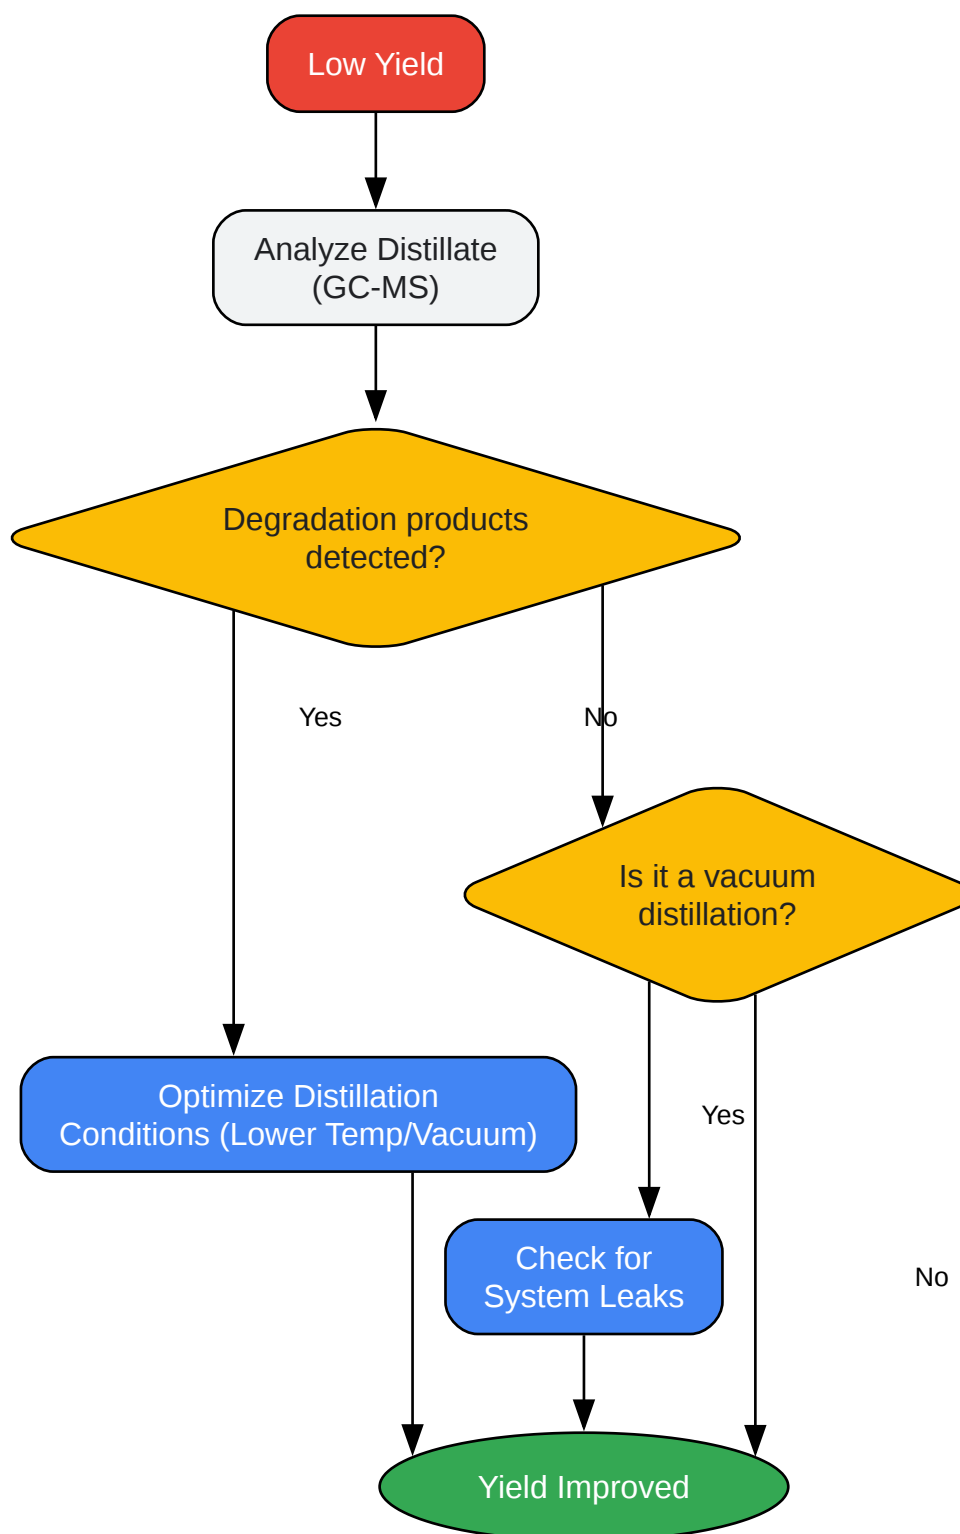 Low Yield
Analyze Distillate
(GC-MS)
Degradation products
detected?
Yes
No
Is it a vacuum
distillation?
Optimize Distillation
Conditions (Lower Temp/Vacuum)
Yes
Check for
System Leaks
No
Yield Improved